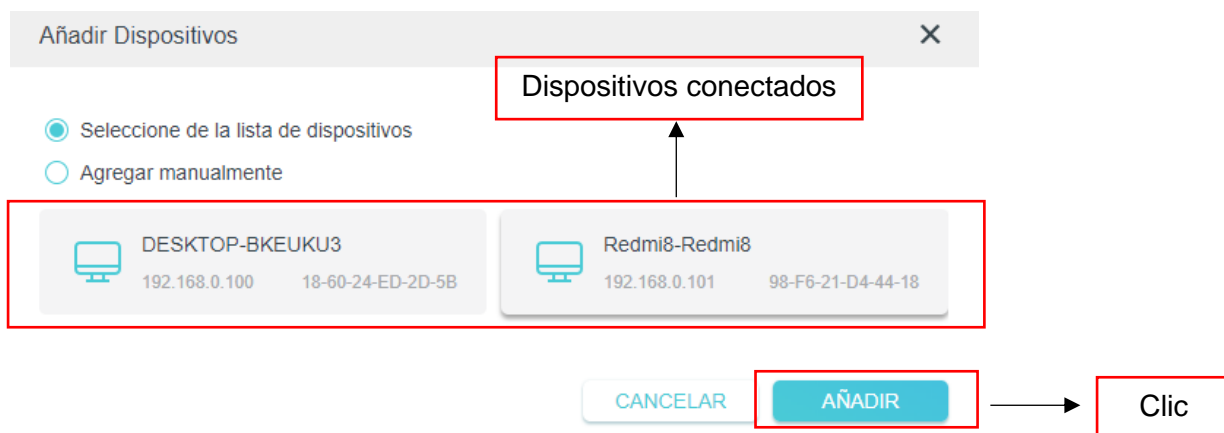 Añadir Dispositivos
Dispositivos conectados
Seleccione de la lista de dispositivos
Agregar manualmente
DESKTOP-BKEUKU3
192.168.0.100 18-60-24-ED-2D-5B
Redmi8-Redmi8
192.168.0.101 98-F6-21-D4-44-18
CANCELAR
AÑADIR
Clic